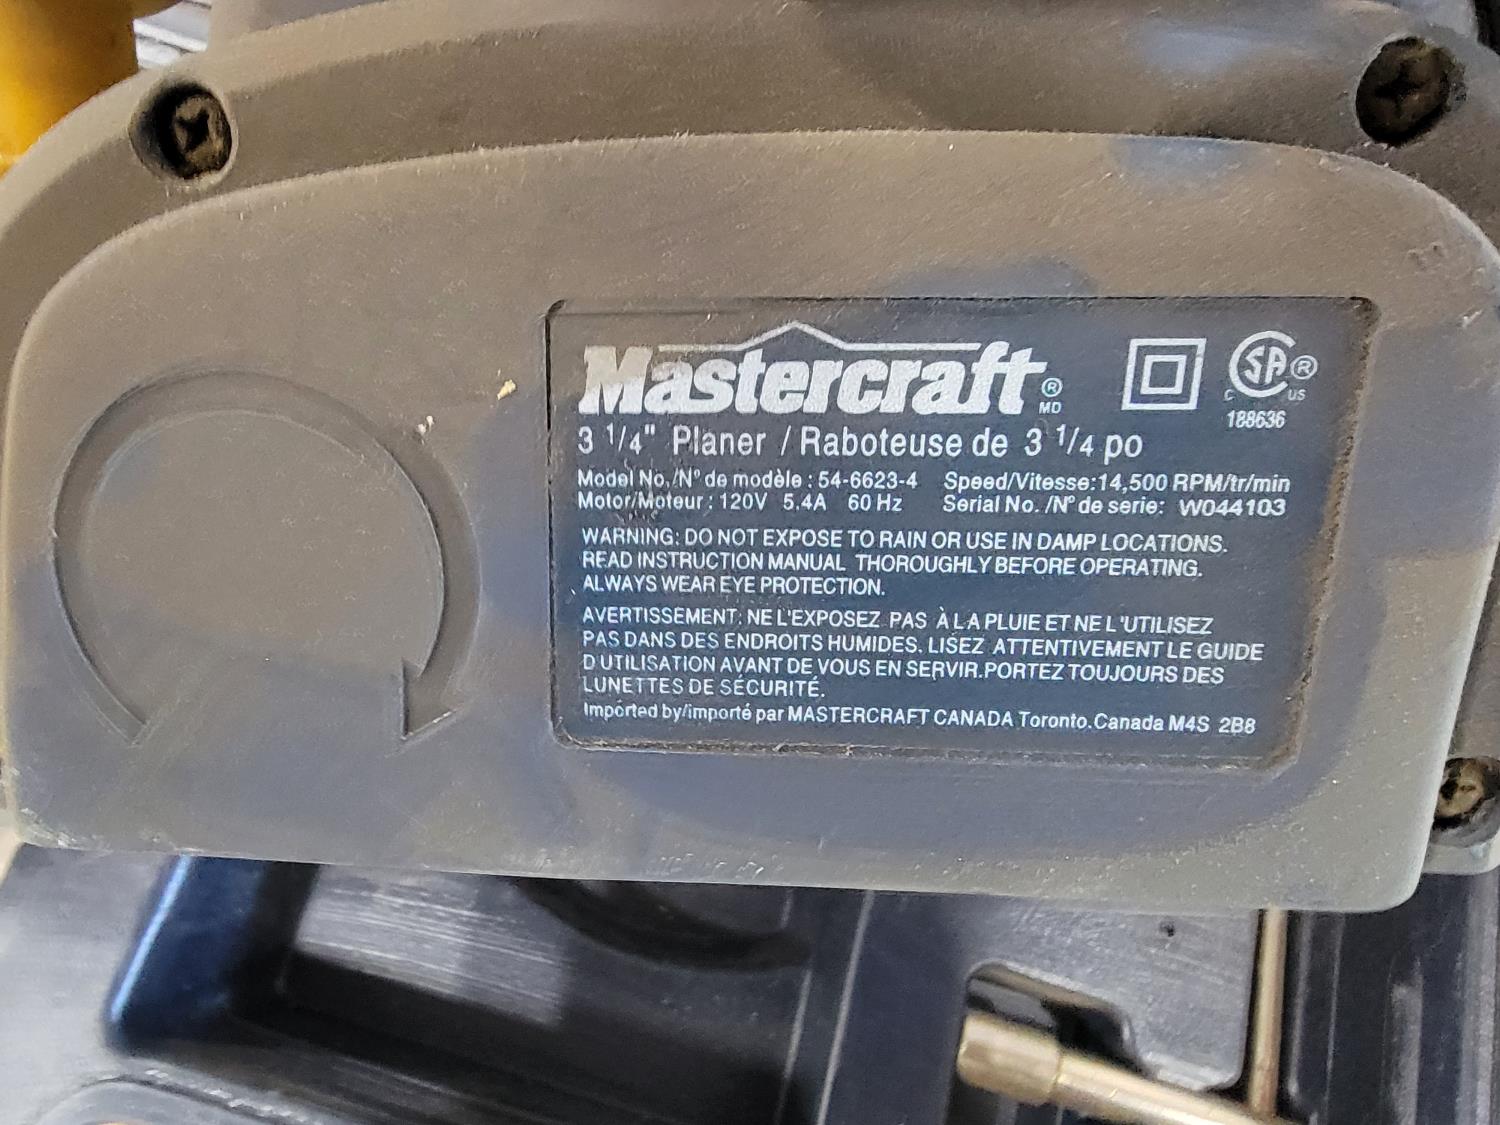 Mastercraft ® MD
C SA ® US
188636
3 1/4" Planer / Raboteuse de 3 1/4 po
Model No./N° de modèle : 54-6623-4 Speed/Vitesse:14,500 RPM/tr/min
Motor/Moteur : 120V 5.4A 60 Hz Serial No. /N° de serie: W044103
WARNING: DO NOT EXPOSE TO RAIN OR USE IN DAMP LOCATIONS.
READ INSTRUCTION MANUAL THOROUGHLY BEFORE OPERATING.
ALWAYS WEAR EYE PROTECTION.
AVERTISSEMENT: NE L'EXPOSEZ PAS À LA PLUIE ET NE L'UTILISEZ
PAS DANS DES ENDROITS HUMIDES. LISEZ ATTENTIVEMENT LE GUIDE
D'UTILISATION AVANT DE VOUS EN SERVIR.PORTEZ TOUJOURS DES
LUNETTES DE SÉCURITÉ.
Imported by/importé par MASTERCRAFT CANADA Toronto.Canada M4S 2B8